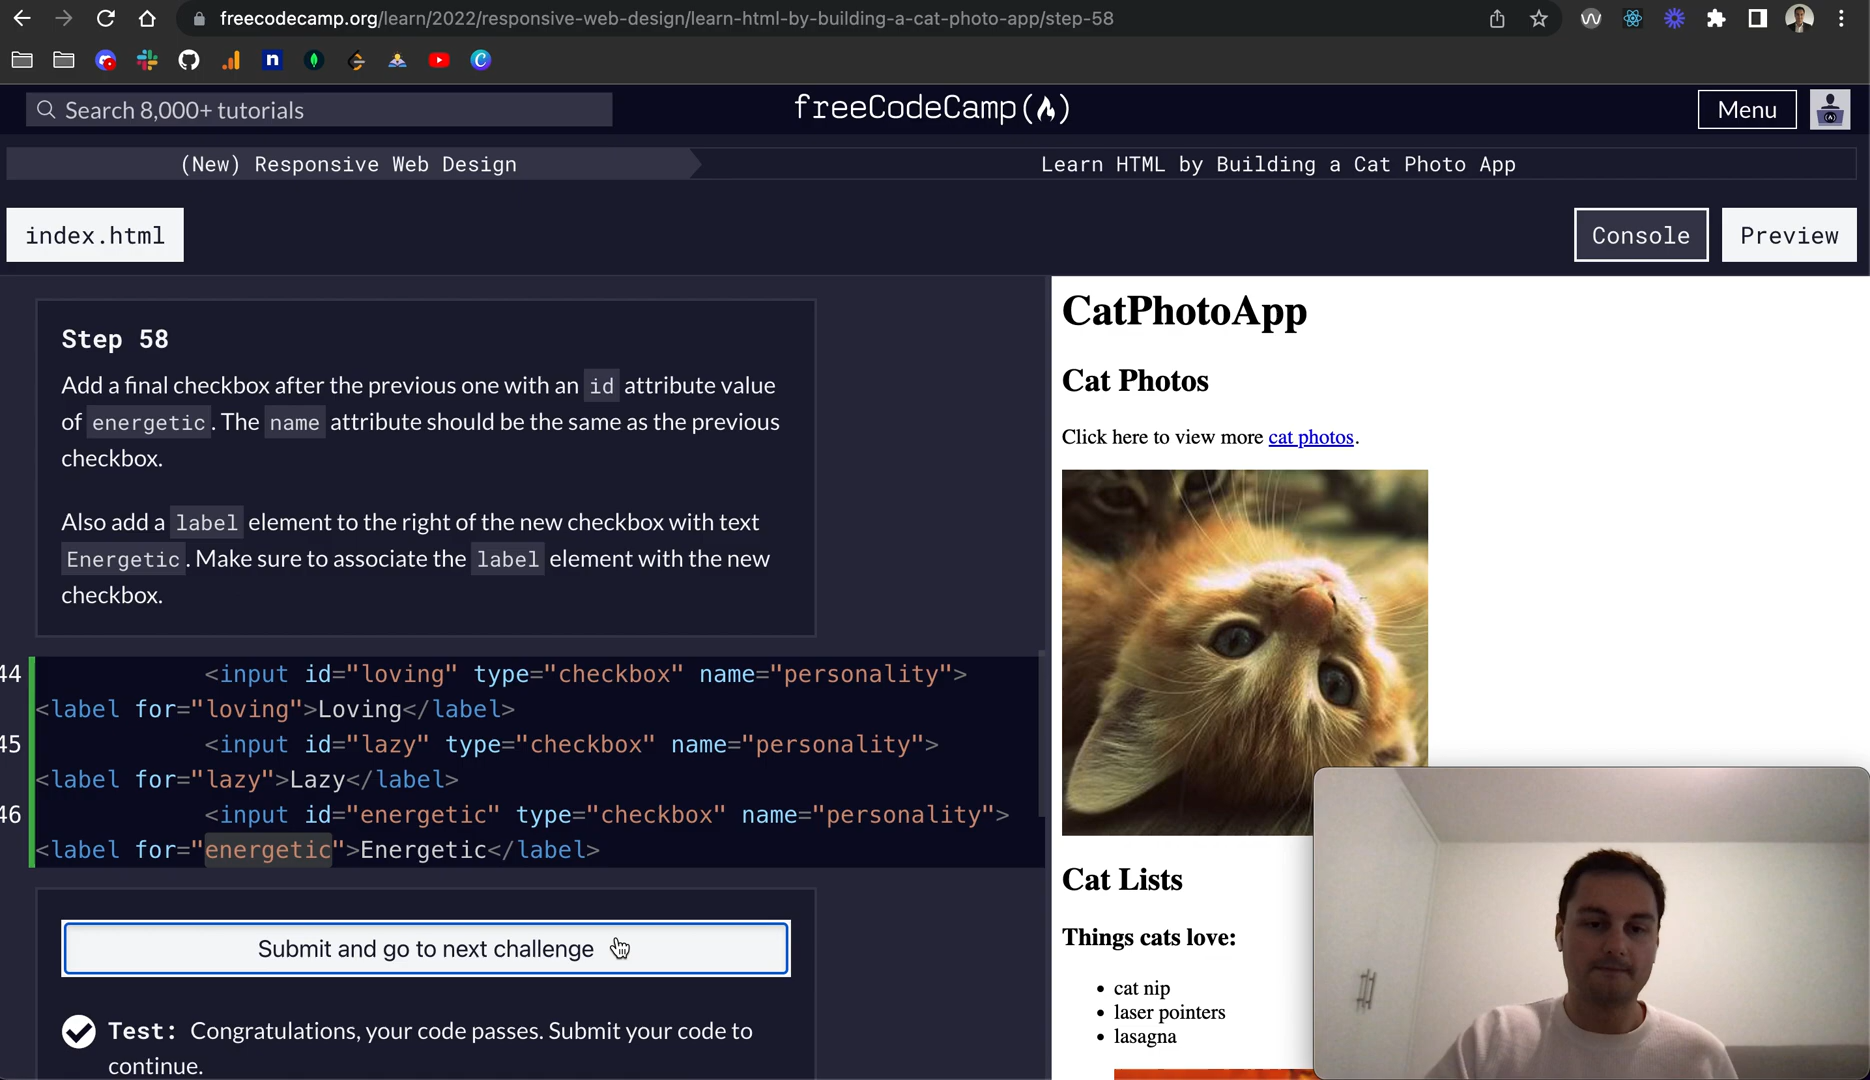 freecodecamp.org/learn/2022/responsive-web-design/learn-html-by-building-a-cat-photo-app/step-58
Search 8,000+ tutorials
freeCodeCamp(🔥)
Menu
(New) Responsive Web Design
Learn HTML by Building a Cat Photo App
index.html
Console
Preview
Step 58
Add a final checkbox after the previous one with an id attribute value
of energetic. The name attribute should be the same as the previous
checkbox.
Also add a label element to the right of the new checkbox with text
Energetic. Make sure to associate the label element with the new
checkbox.
44 <input id="loving" type="checkbox" name="personality">
<label for="loving">Loving</label>
45 <input id="lazy" type="checkbox" name="personality">
<label for="lazy">Lazy</label>
46 <input id="energetic" type="checkbox" name="personality">
<label for="energetic">Energetic</label>
Submit and go to next challenge
Test: Congratulations, your code passes. Submit your code to
continue.
CatPhotoApp
Cat Photos
Click here to view more cat photos.
Cat Lists
Things cats love:
• cat nip
• laser pointers
• lasagna